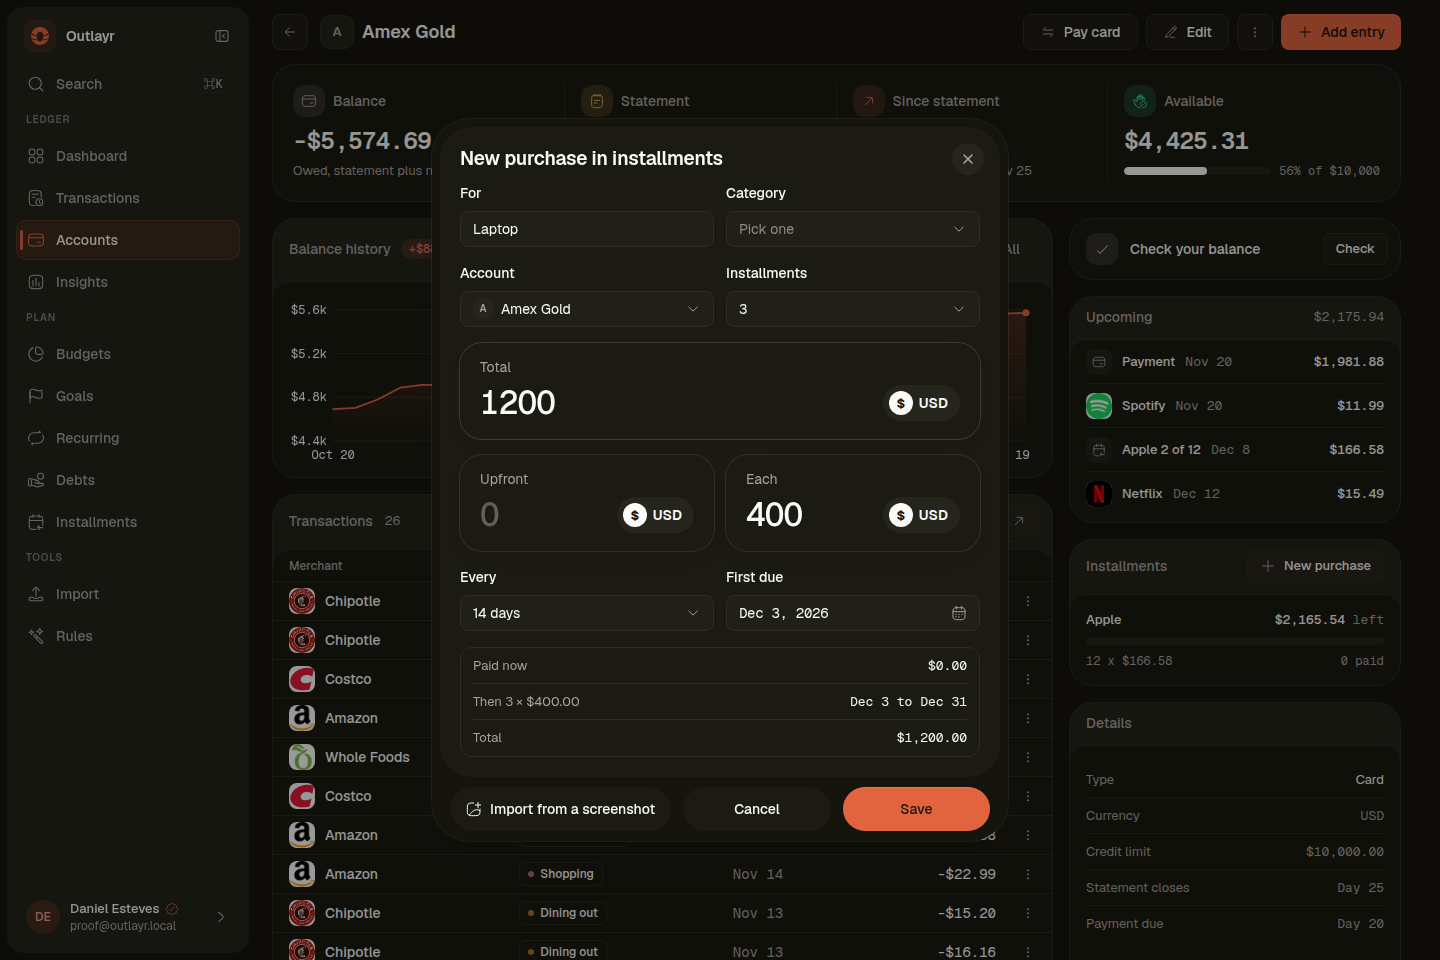 Outlayr
Search ⌘K
LEDGER
Dashboard
Transactions
Accounts
Insights
PLAN
Budgets
Goals
Recurring
Debts
Installments
TOOLS
Import
Rules
DE Daniel Esteves
proof@outlayr.local
A Amex Gold
Pay card
Edit
Add entry
Balance
-$5,574.69
Owed, statement plus
Statement
Since statement
25
Available
$4,425.31
56% of $10,000
Balance history
All
$5.6k
$5.2k
$4.8k
$4.4k
Oct 20
19
Transactions 26
Merchant
Chipotle
Chipotle
Costco
Amazon
Whole Foods
Costco
Amazon
Amazon Shopping Nov 14 -$22.99
Chipotle Dining out Nov 13 -$15.20
Chipotle Dining out Nov 13 -$16.16
New purchase in installments
For
Laptop
Category
Pick one
Account
A Amex Gold
Installments
3
Total
1200
$ USD
Upfront
0
$ USD
Each
400
$ USD
Every
14 days
First due
Dec 3, 2026
Paid now $0.00
Then 3 × $400.00 Dec 3 to Dec 31
Total $1,200.00
Import from a screenshot
Cancel
Save
Check your balance
Check
Upcoming $2,175.94
Payment Nov 20 $1,981.88
Spotify Nov 20 $11.99
Apple 2 of 12 Dec 8 $166.58
N Netflix Dec 12 $15.49
Installments
New purchase
Apple $2,165.54 left
12 x $166.58 0 paid
Details
Type Card
Currency USD
Credit limit $10,000.00
Statement closes Day 25
Payment due Day 20